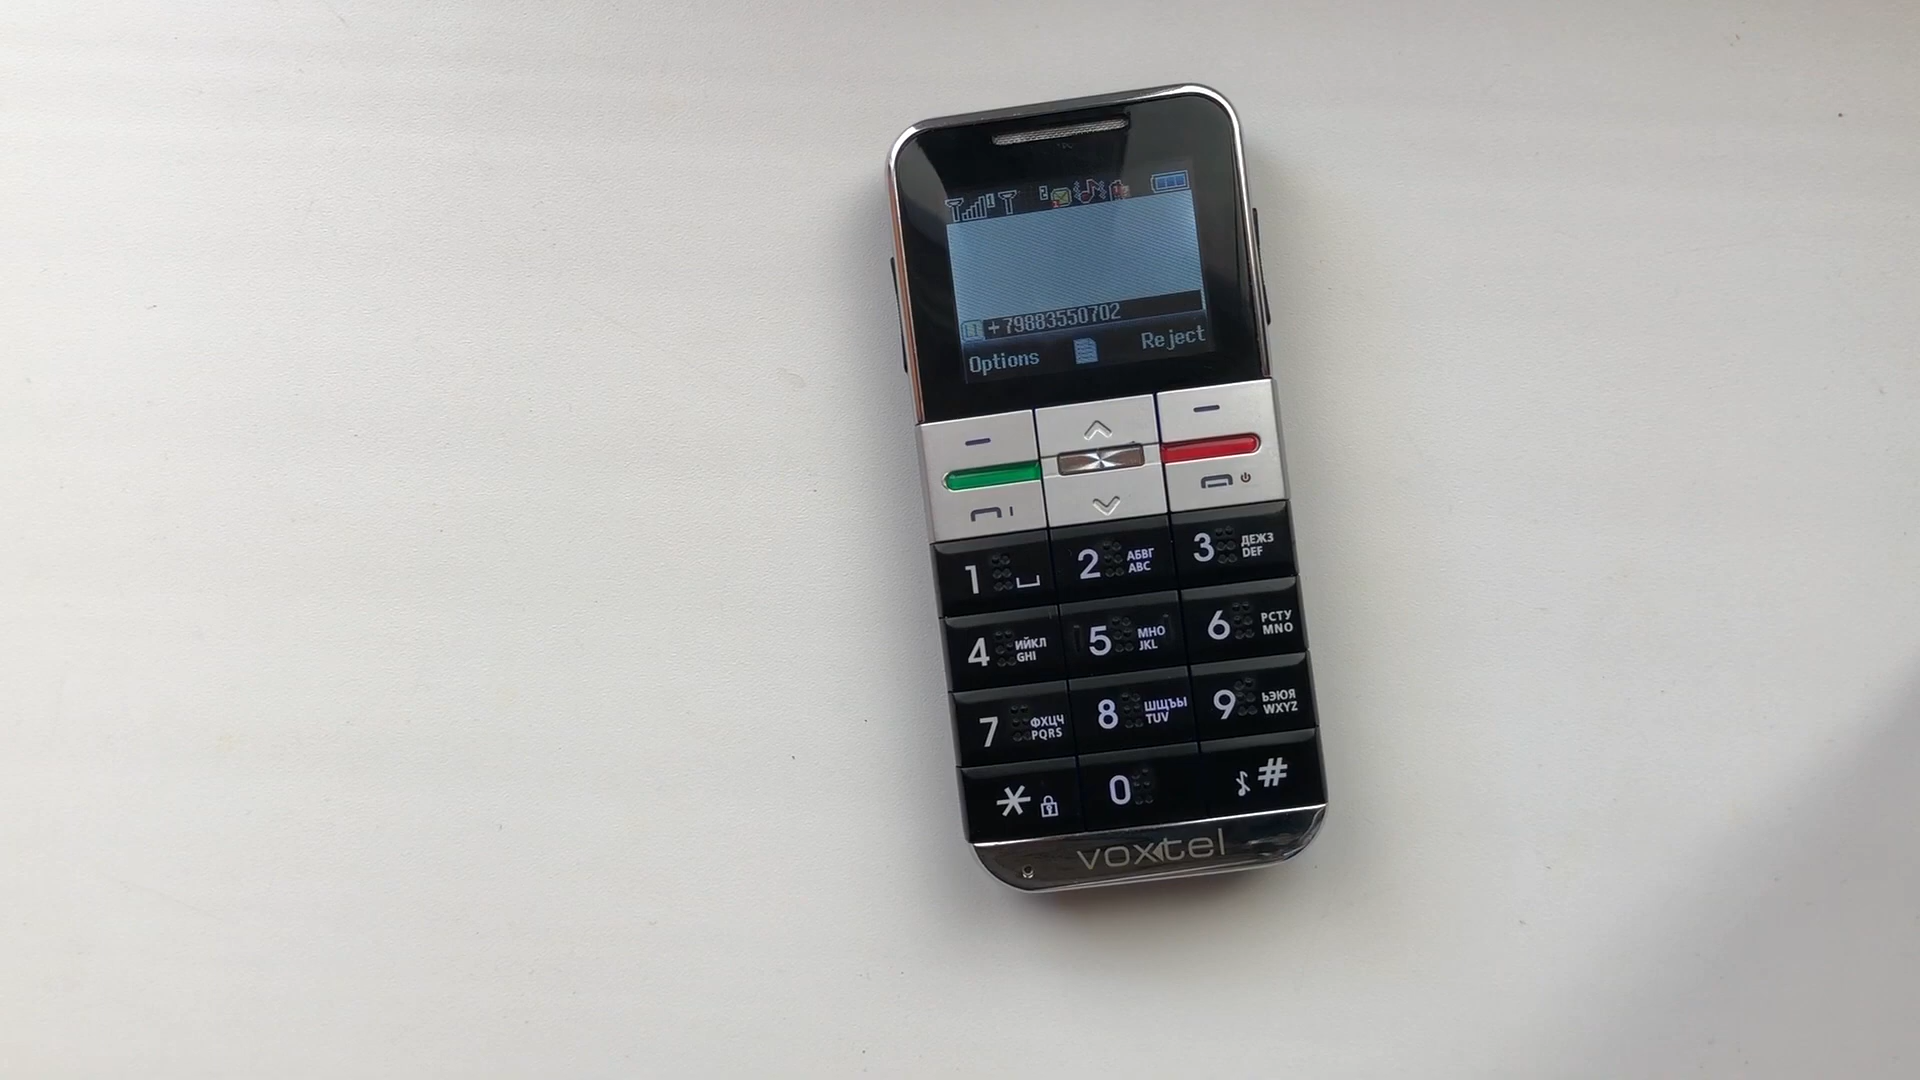 +79883550702
Options Reject
1
2 АБВГ ABC
3 ДЕЖЗ DEF
4 ИЙКЛ GHI
5 МНО JKL
6 РСТУ MNO
7 ФХЦЧ PQRS
8 ШЩЪЫ TUV
9 ЬЭЮЯ WXYZ
*
0
#
voxtel